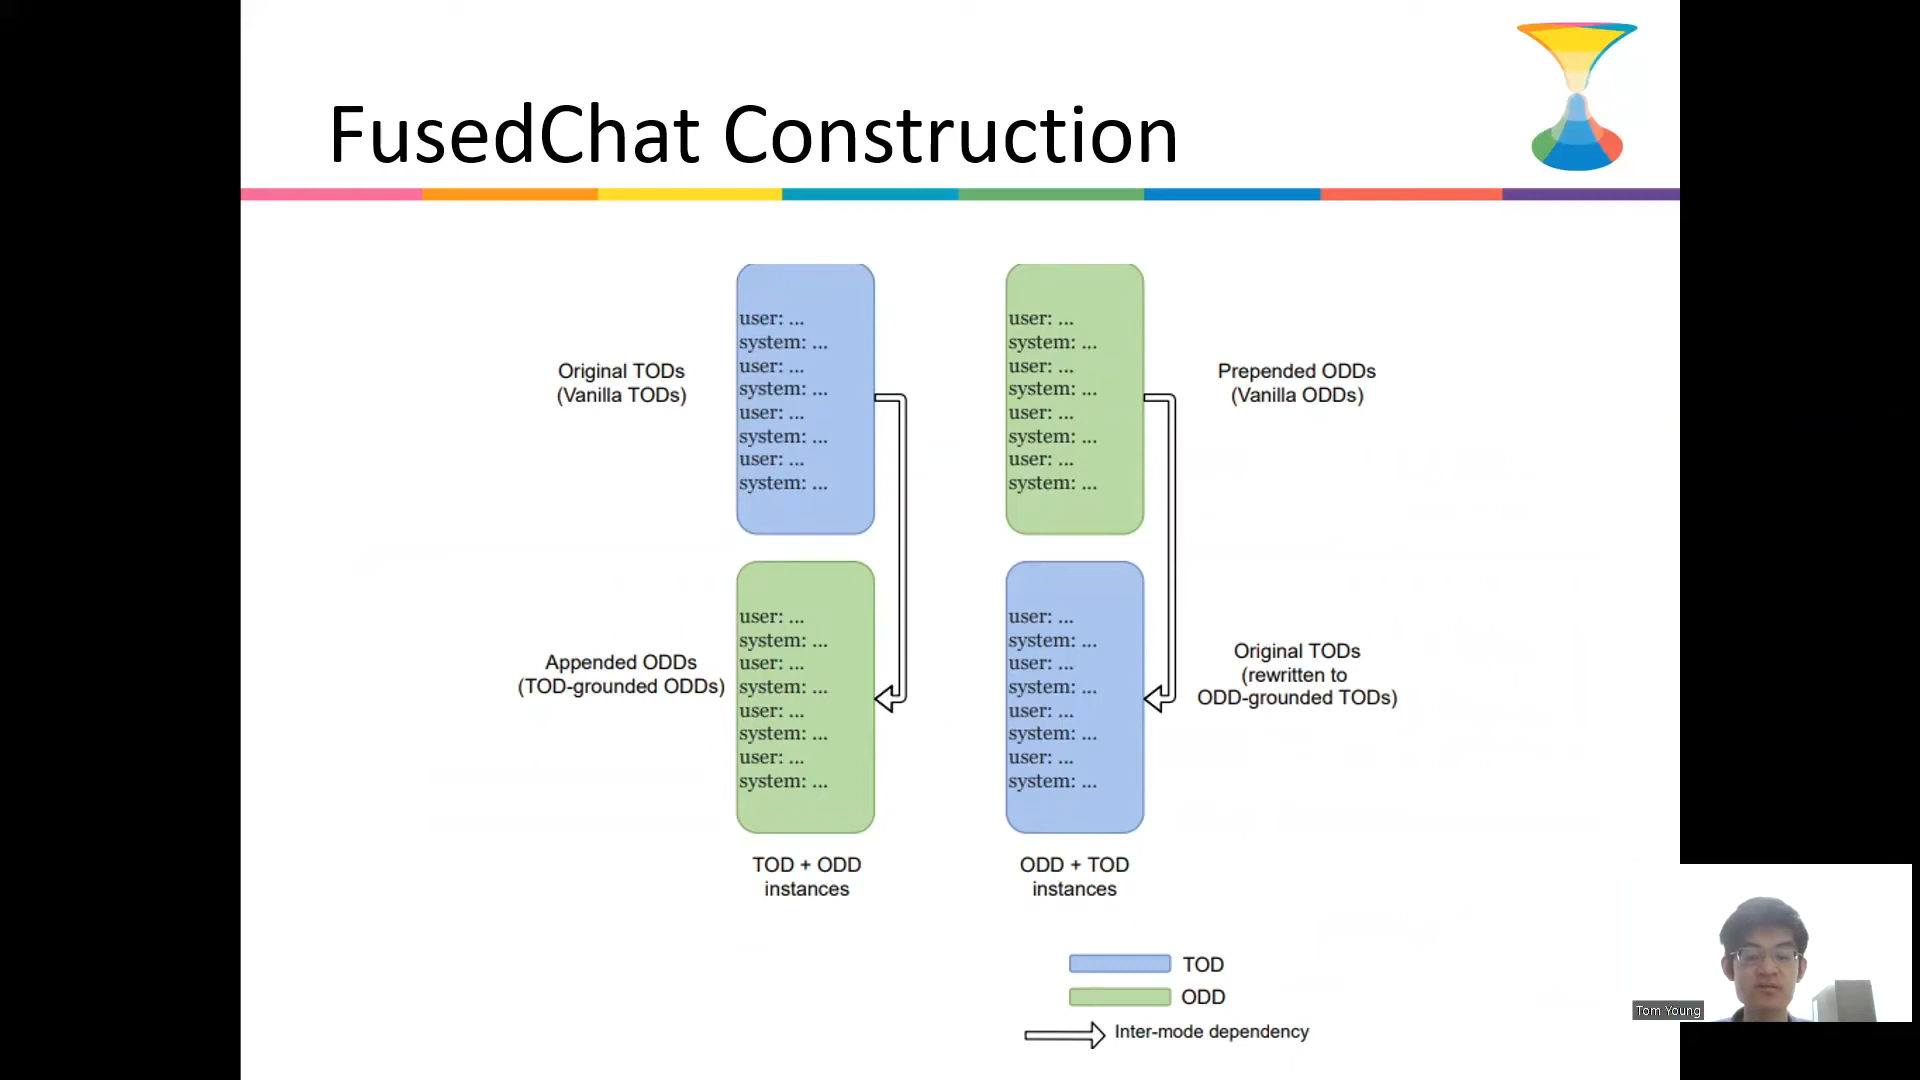 FusedChat Construction
Original TODs
(Vanilla TODs)
user: ...
system: ...
user: ...
system: ...
user: ...
system: ...
user: ...
system: ...
user: ...
system: ...
user: ...
system: ...
user: ...
system: ...
user: ...
system: ...
Prepended ODDs
(Vanilla ODDs)
Appended ODDs
(TOD-grounded ODDs)
user: ...
system: ...
user: ...
system: ...
user: ...
system: ...
user: ...
system: ...
user: ...
system: ...
user: ...
system: ...
user: ...
system: ...
user: ...
system: ...
Original TODs
(rewritten to
ODD-grounded TODs)
TOD + ODD
instances
ODD + TOD
instances
TOD
ODD
Inter-mode dependency
Tom Young